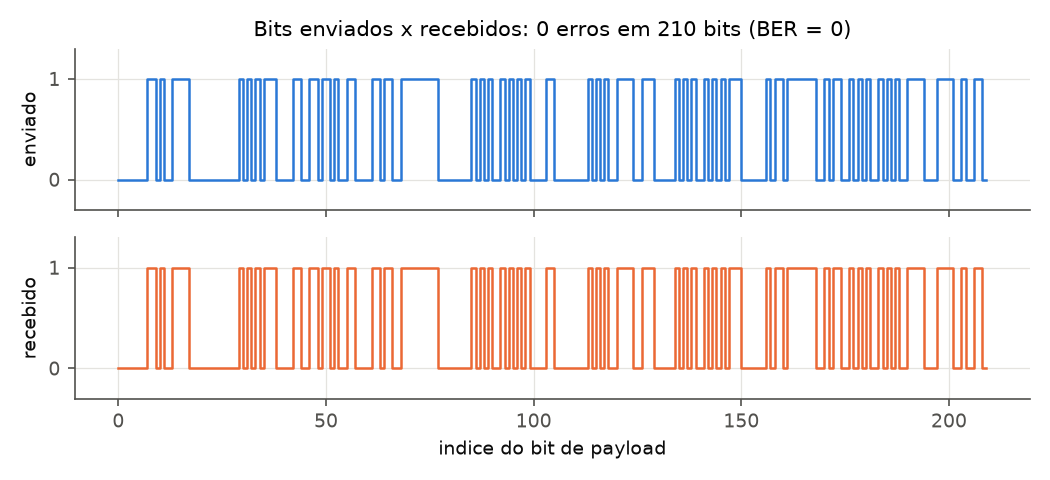 Bits enviados x recebidos: 0 erros em 210 bits (BER = 0)
1
enviado
0
1
recebido
0
0 50 100 150 200
indice do bit de payload